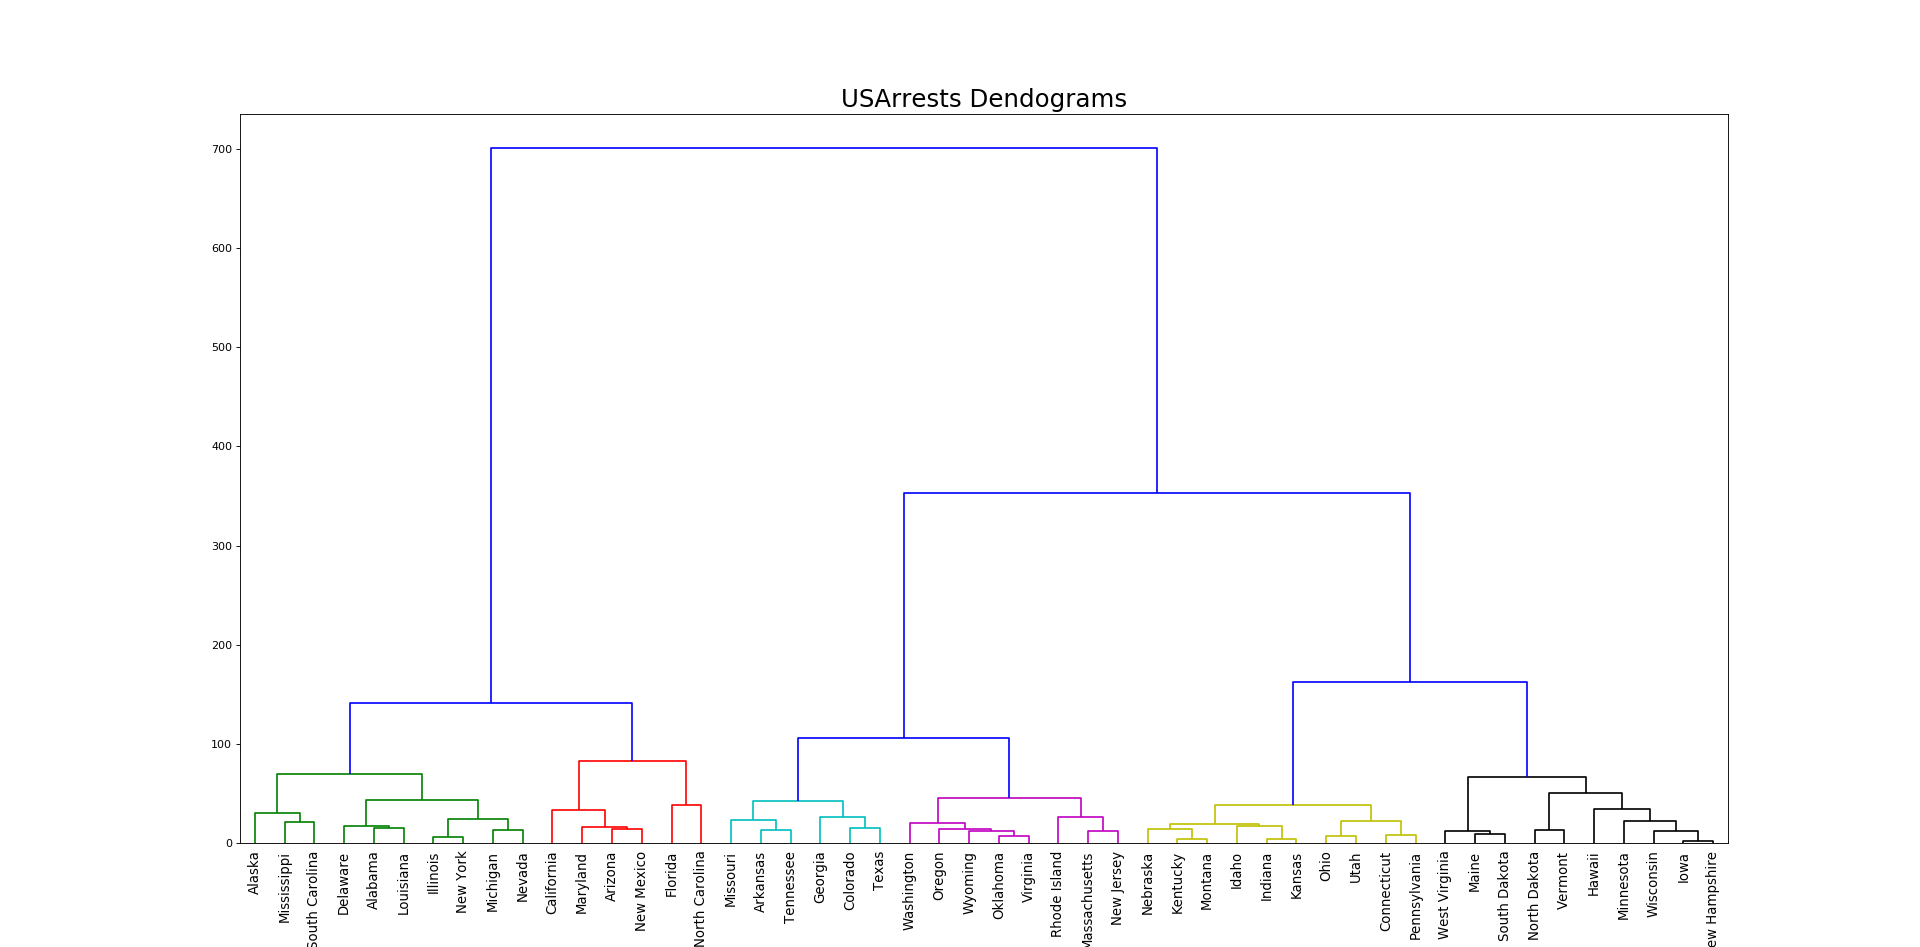 USArrests Dendograms
700
600
500
400
300
200
100
0
Alaska
Mississippi
South Carolina
Delaware
Alabama
Louisiana
Illinois
New York
Michigan
Nevada
California
Maryland
Arizona
New Mexico
Florida
North Carolina
Missouri
Arkansas
Tennessee
Georgia
Colorado
Texas
Washington
Oregon
Wyoming
Oklahoma
Virginia
Rhode Island
Massachusetts
New Jersey
Nebraska
Kentucky
Montana
Idaho
Indiana
Kansas
Ohio
Utah
Connecticut
Pennsylvania
West Virginia
Maine
South Dakota
North Dakota
Vermont
Hawaii
Minnesota
Wisconsin
Iowa
ew Hampshire